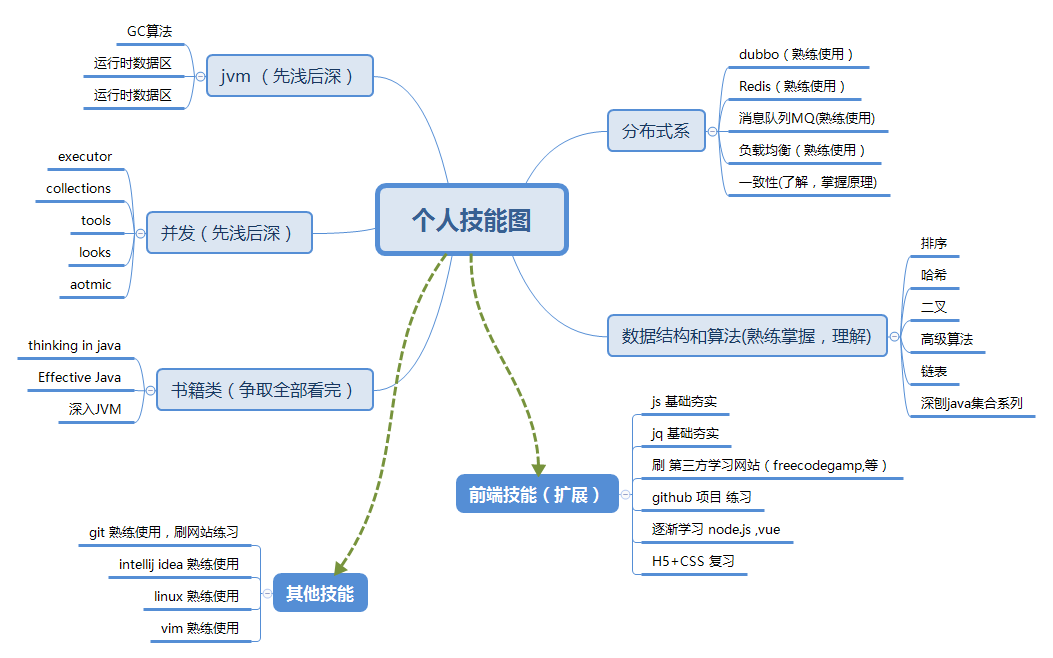 个人技能图
jvm （先浅后深）
GC算法
运行时数据区
运行时数据区
并发（先浅后深）
executor
collections
tools
looks
aotmic
书籍类（争取全部看完）
thinking in java
Effective Java
深入JVM
其他技能
git 熟练使用，刷网站练习
intellij idea 熟练使用
linux 熟练使用
vim 熟练使用
分布式系
dubbo（熟练使用）
Redis（熟练使用）
消息队列MQ(熟练使用)
负载均衡（熟练使用）
一致性(了解，掌握原理)
数据结构和算法(熟练掌握，理解)
排序
哈希
二叉
高级算法
链表
深刨java集合系列
前端技能（扩展）
js 基础夯实
jq 基础夯实
刷 第三方学习网站（freecodegamp,等）
github 项目 练习
逐渐学习 node.js ,vue
H5+CSS 复习